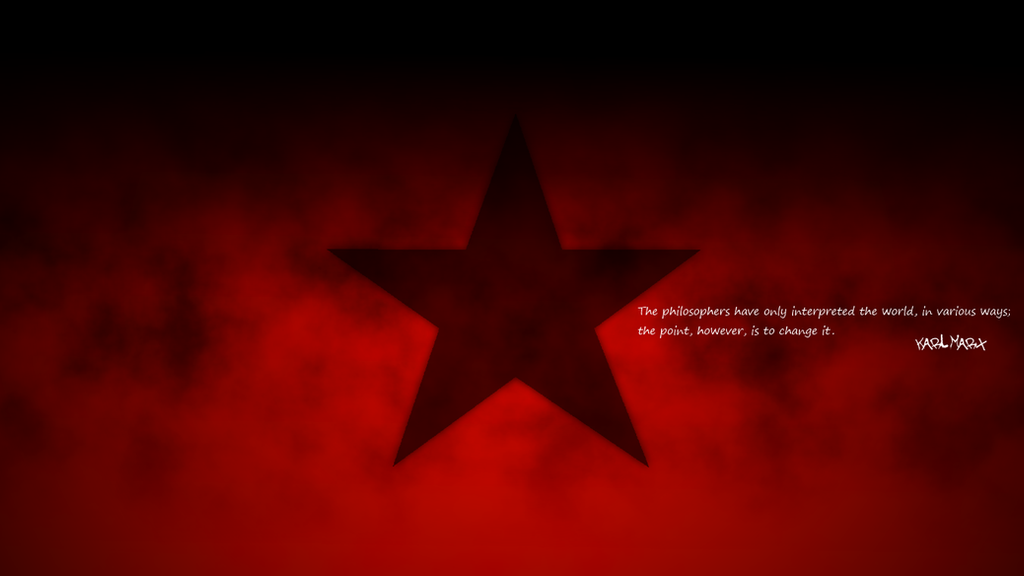 The philosophers have only interpreted the world, in various ways;
the point, however, is to change it.
KARL MARX